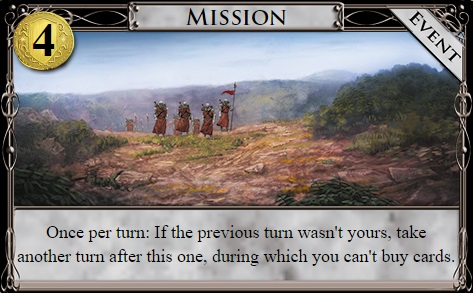 MISSION
4
EVENT
Once per turn: If the previous turn wasn't yours, take
another turn after this one, during which you can't buy cards.